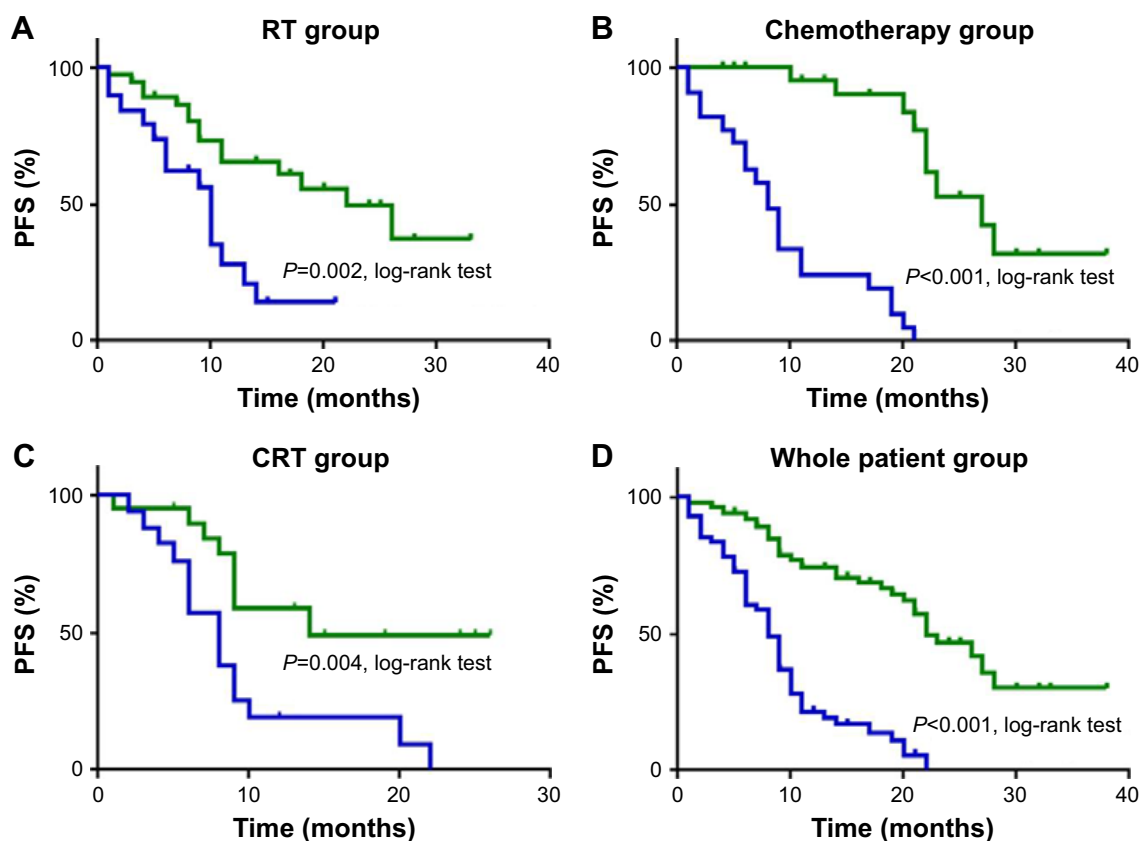 A
RT group
100
50
0
PFS (%)
P=0.002, log-rank test
0 10 20 30 40
Time (months)
B
Chemotherapy group
100
50
0
PFS (%)
P<0.001, log-rank test
0 10 20 30 40
Time (months)
C
CRT group
100
50
0
PFS (%)
P=0.004, log-rank test
0 10 20 30
Time (months)
D
Whole patient group
100
50
0
PFS (%)
P<0.001, log-rank test
0 10 20 30 40
Time (months)